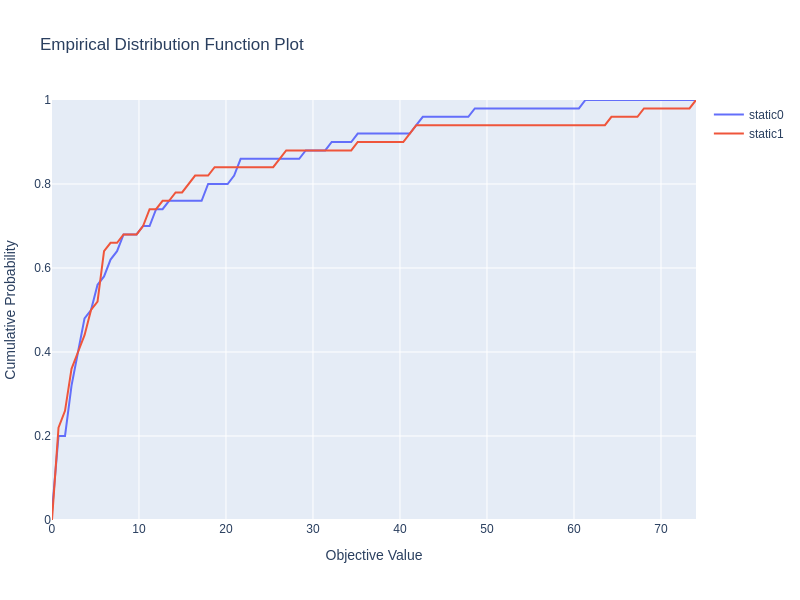 Empirical Distribution Function Plot
1
0.8
0.6
0.4
0.2
0
0 10 20 30 40 50 60 70
Cumulative Probability
Objective Value
static0
static1